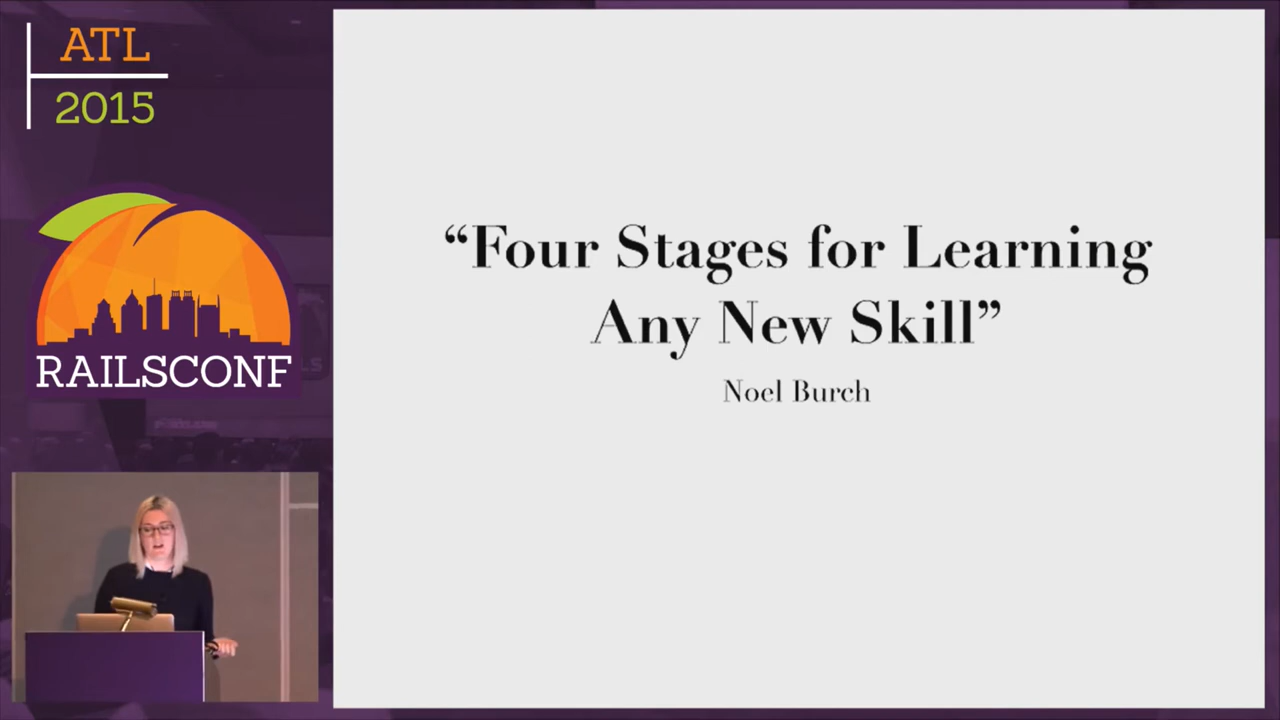 ATL
2015
RAILSCONF
“Four Stages for Learning
Any New Skill”
Noel Burch